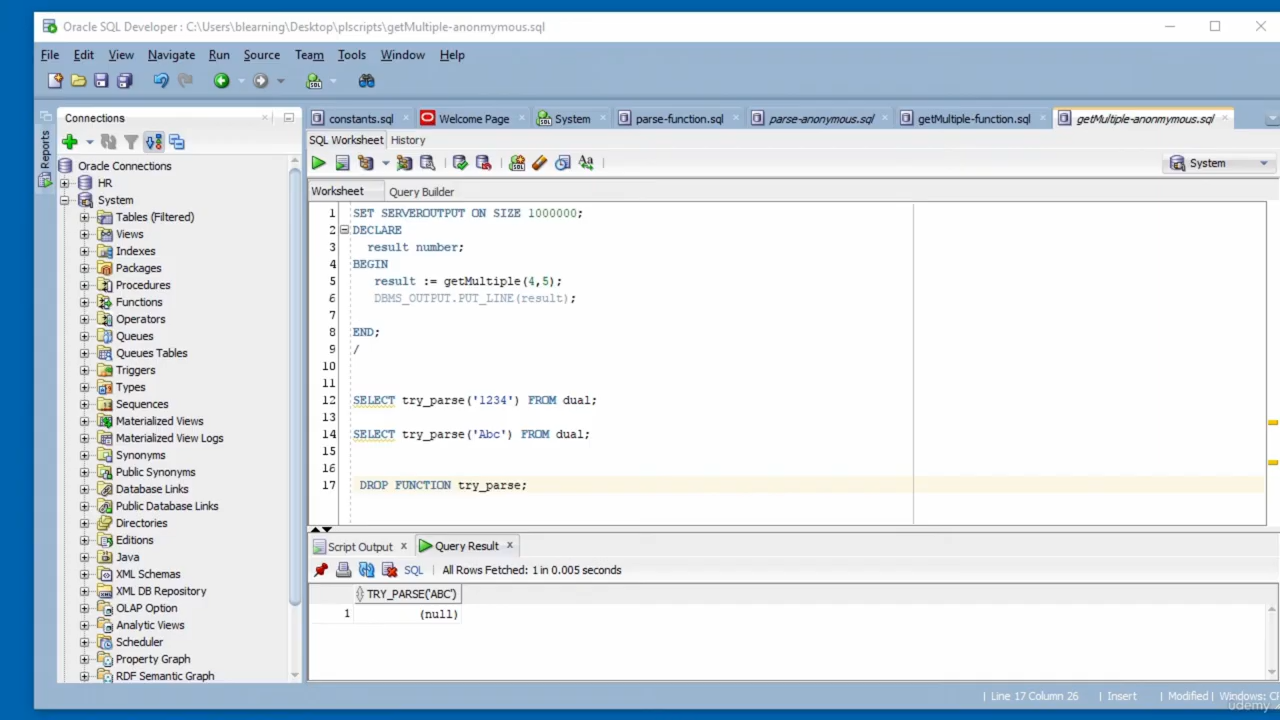 Oracle SQL Developer : C:\Users\blearning\Desktop\plscripts\getMultiple-anonmymous.sql
File Edit View Navigate Run Source Team Tools Window Help
Connections
Reports
constants.sql Welcome Page System parse-function.sql parse-anonymous.sql getMultiple-function.sql getMultiple-anonmymous.sql
SQL Worksheet History
System
Worksheet Query Builder
Oracle Connections
HR
System
Tables (Filtered)
Views
Indexes
Packages
Procedures
Functions
Operators
Queues
Queues Tables
Triggers
Types
Sequences
Materialized Views
Materialized View Logs
Synonyms
Public Synonyms
Database Links
Public Database Links
Directories
Editions
Java
XML Schemas
XML DB Repository
OLAP Option
Analytic Views
Scheduler
Property Graph
RDF Semantic Graph
1 SET SERVEROUTPUT ON SIZE 1000000;
2 DECLARE
3 result number;
4 BEGIN
5 result := getMultiple(4,5);
6 DBMS_OUTPUT.PUT_LINE(result);
7
8 END;
9 /
10
11
12 SELECT try_parse('1234') FROM dual;
13
14 SELECT try_parse('Abc') FROM dual;
15
16
17 DROP FUNCTION try_parse;
Script Output Query Result
SQL All Rows Fetched: 1 in 0.005 seconds
TRY_PARSE('ABC')
1 (null)
Line 17 Column 26 | Insert | Modified | Windows: C
udemy